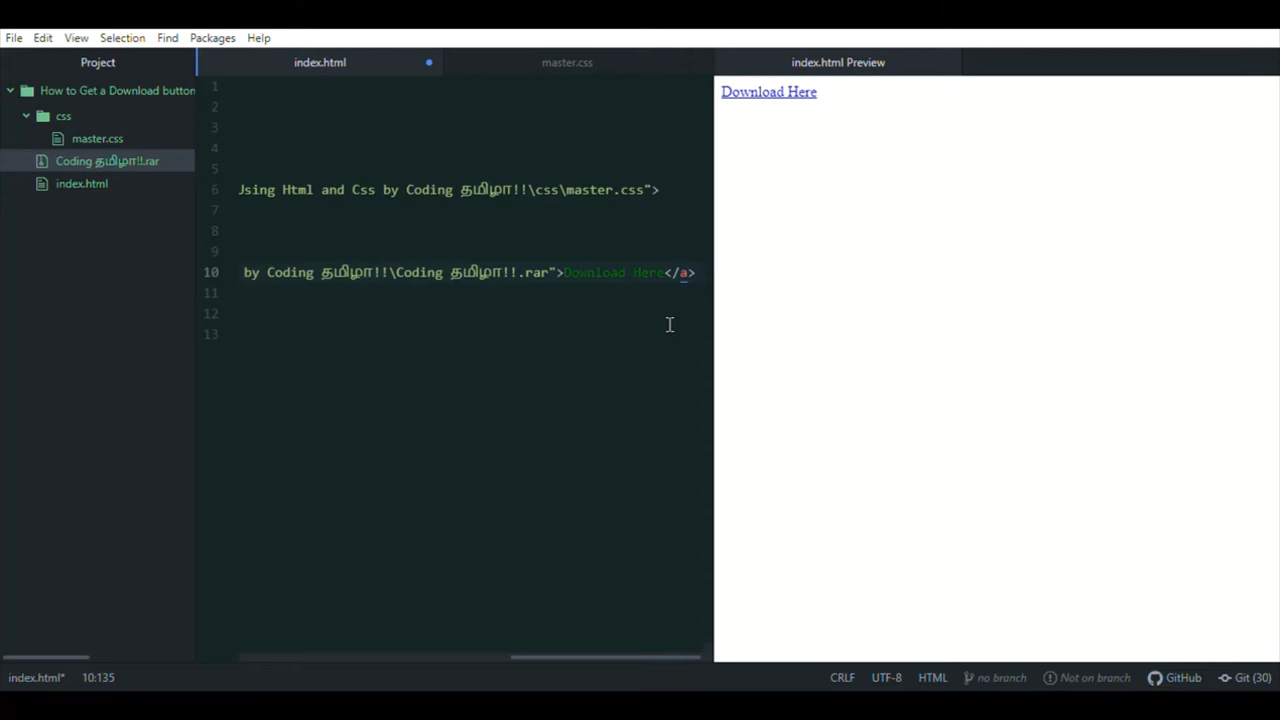 File Edit View Selection Find Packages Help
Project
index.html
master.css
index.html Preview
How to Get a Download button
css
master.css
Coding தமிழா!!.rar
index.html
1
2
3
4
5
6 Jsing Html and Css by Coding தமிழா!!\css\master.css">
7
8
9
10 by Coding தமிழா!!\Coding தமிழா!!.rar">Download Here</a>
11
12
13
Download Here
index.html* 10:135 CRLF UTF-8 HTML no branch Not on branch GitHub Git (30)